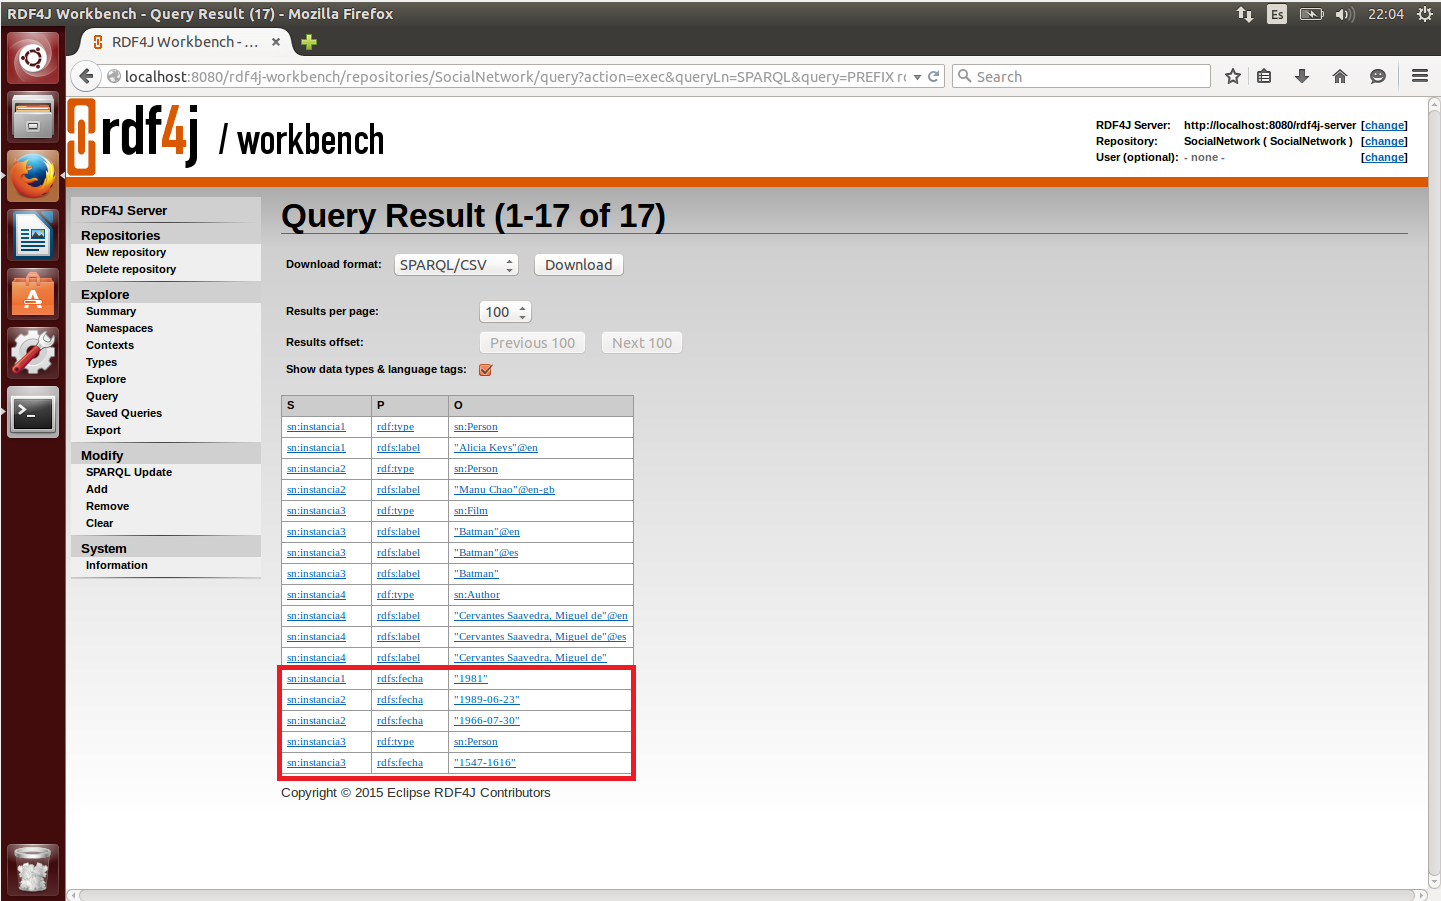 RDF4J Workbench - Query Result (17) - Mozilla Firefox
Es
22:04
RDF4J Workbench - ...
localhost:8080/rdf4j-workbench/repositories/SocialNetwork/query?action=exec&queryLn=SPARQL&query=PREFIX
Search
rdf4j / workbench
RDF4J Server: http://localhost:8080/rdf4j-server [change]
Repository: SocialNetwork ( SocialNetwork ) [change]
User (optional): - none - [change]
RDF4J Server
Repositories
New repository
Delete repository
Explore
Summary
Namespaces
Contexts
Types
Explore
Query
Saved Queries
Export
Modify
SPARQL Update
Add
Remove
Clear
System
Information
Query Result (1-17 of 17)
Download format: SPARQL/CSV Download
Results per page: 100
Results offset: Previous 100 Next 100
Show data types & language tags:
S P O
sn:instancia1 rdf:type sn:Person
sn:instancia1 rdfs:label "Alicia Keys"@en
sn:instancia2 rdf:type sn:Person
sn:instancia2 rdfs:label "Manu Chao"@en-gb
sn:instancia3 rdf:type sn:Film
sn:instancia3 rdfs:label "Batman"@en
sn:instancia3 rdfs:label "Batman"@es
sn:instancia3 rdfs:label "Batman"
sn:instancia4 rdf:type sn:Author
sn:instancia4 rdfs:label "Cervantes Saavedra, Miguel de"@en
sn:instancia4 rdfs:label "Cervantes Saavedra, Miguel de"@es
sn:instancia4 rdfs:label "Cervantes Saavedra, Miguel de"
sn:instancia1 rdfs:fecha "1981"
sn:instancia2 rdfs:fecha "1989-06-23"
sn:instancia2 rdfs:fecha "1966-07-30"
sn:instancia3 rdf:type sn:Person
sn:instancia3 rdfs:fecha "1547-1616"
Copyright © 2015 Eclipse RDF4J Contributors